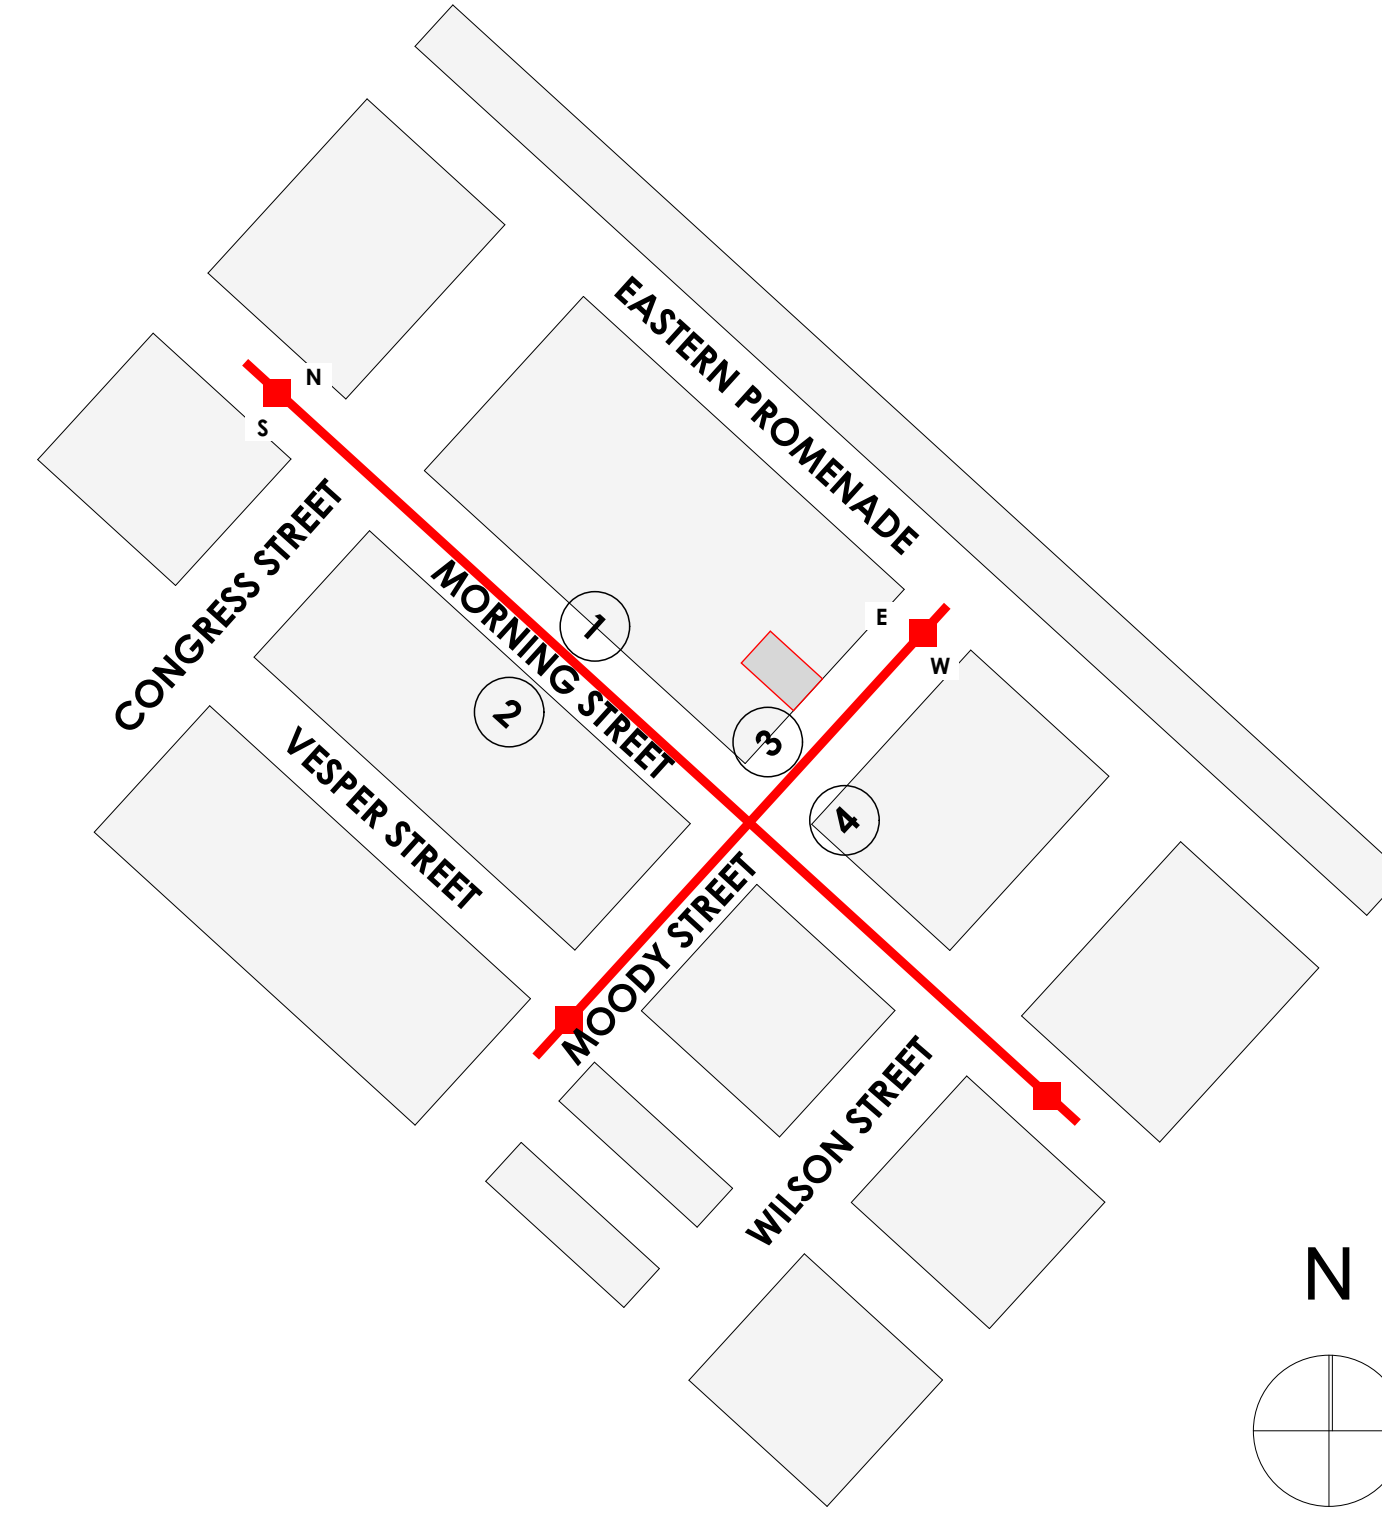 EASTERN PROMENADE
N
S
CONGRESS STREET
MORNING STREET
1
2
VESPER STREET
E
W
3
4
MOODY STREET
WILSON STREET
N